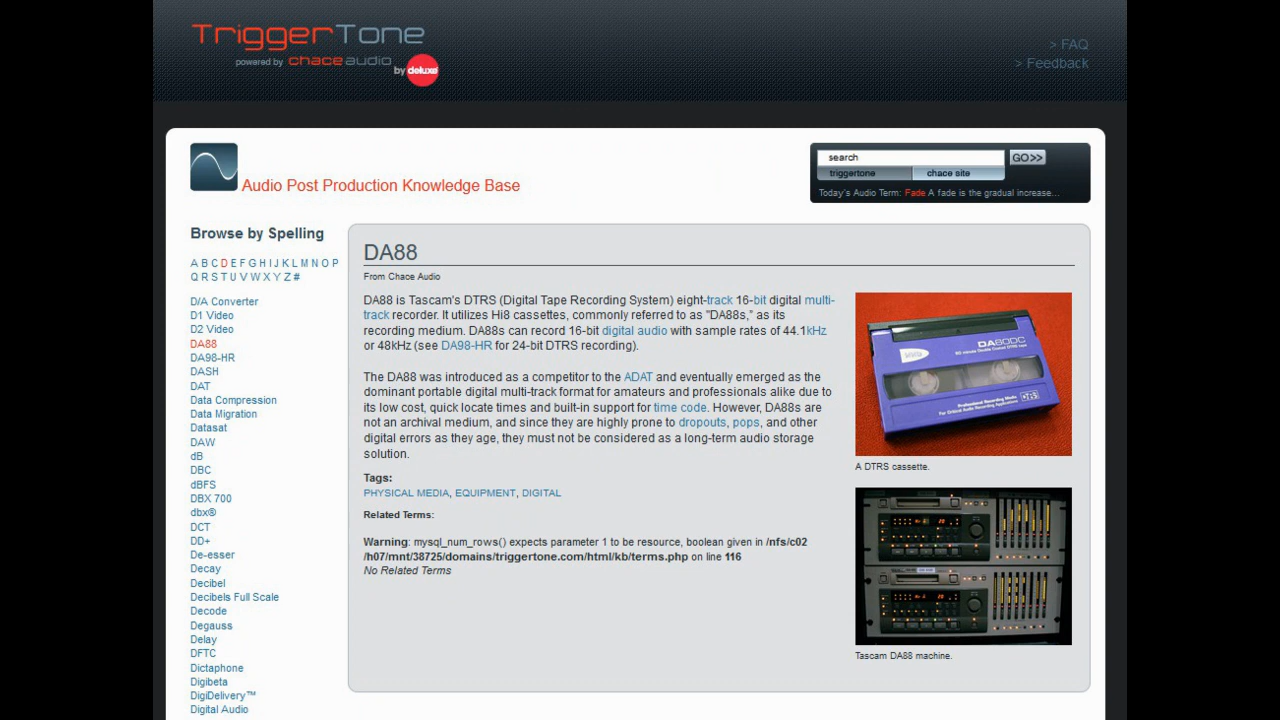 TriggerTone
powered by chace audio
by deluxe
> FAQ
> Feedback
Audio Post Production Knowledge Base
search
GO>>
triggertone
chace site
Today's Audio Term: Fade A fade is the gradual increase...
Browse by Spelling
A B C D E F G H I J K L M N O P
Q R S T U V W X Y Z #
D/A Converter
D1 Video
D2 Video
DA88
DA98-HR
DASH
DAT
Data Compression
Data Migration
Datasat
DAW
dB
DBC
dBFS
DBX 700
dbx®
DCT
DD+
De-esser
Decay
Decibel
Decibels Full Scale
Decode
Degauss
Delay
DFTC
Dictaphone
Digibeta
DigiDelivery™
Digital Audio
DA88
From Chace Audio
DA88 is Tascam's DTRS (Digital Tape Recording System) eight-track 16-bit digital multi-
track recorder. It utilizes Hi8 cassettes, commonly referred to as "DA88s," as its
recording medium. DA88s can record 16-bit digital audio with sample rates of 44.1kHz
or 48kHz (see DA98-HR for 24-bit DTRS recording).
The DA88 was introduced as a competitor to the ADAT and eventually emerged as the
dominant portable digital multi-track format for amateurs and professionals alike due to
its low cost, quick locate times and built-in support for time code. However, DA88s are
not an archival medium, and since they are highly prone to dropouts, pops, and other
digital errors as they age, they must not be considered as a long-term audio storage
solution.
Tags:
PHYSICAL MEDIA, EQUIPMENT, DIGITAL
Related Terms:
Warning: mysql_num_rows() expects parameter 1 to be resource, boolean given in /nfs/c02
/h07/mnt/38725/domains/triggertone.com/html/kb/terms.php on line 116
No Related Terms
A DTRS cassette.
Tascam DA88 machine.